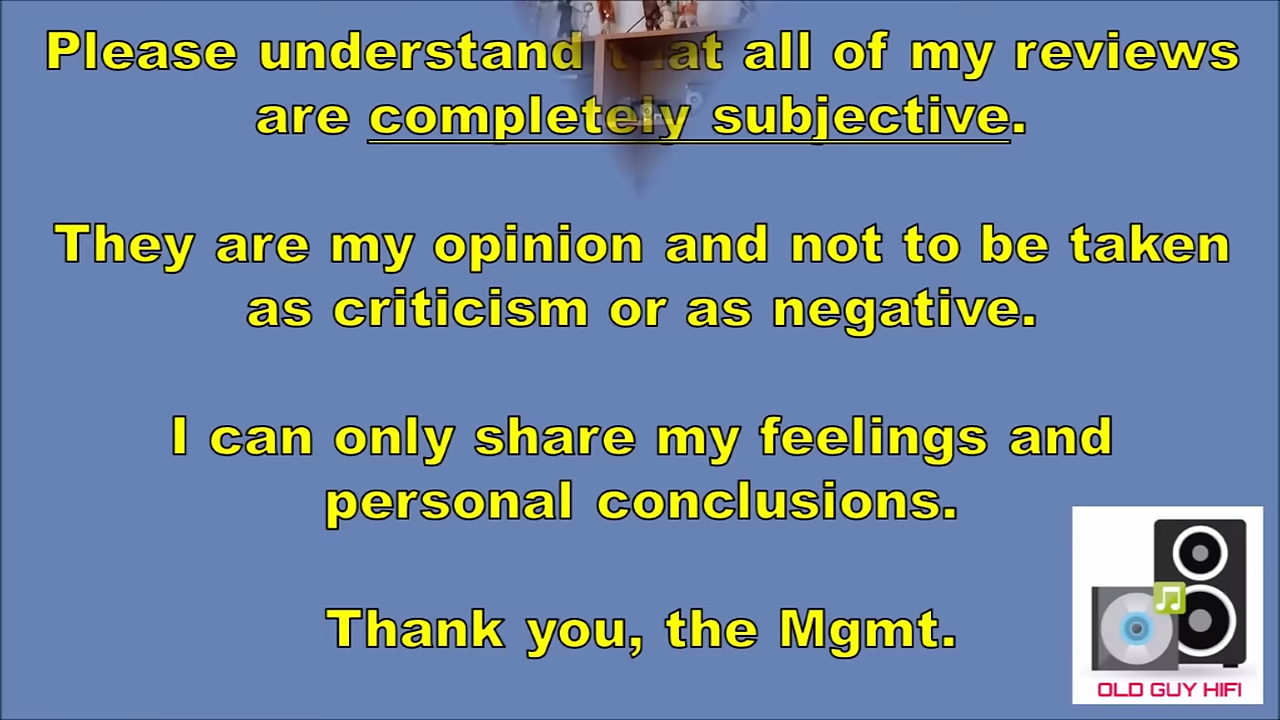 Please understand that all of my reviews
are completely subjective.
They are my opinion and not to be taken
as criticism or as negative.
I can only share my feelings and
personal conclusions.
Thank you, the Mgmt.
OLD GUY HIFI